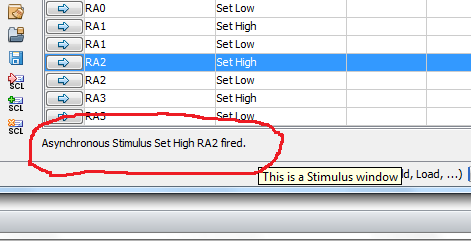 RA0 Set Low
RA1 Set High
RA1 Set Low
RA2 Set High
RA2 Set Low
RA3 Set High
RA3 Set Low
SCL
SCL
SCL
Asynchronous Stimulus Set High RA2 fired.
This is a Stimulus window
d, Load, ...)